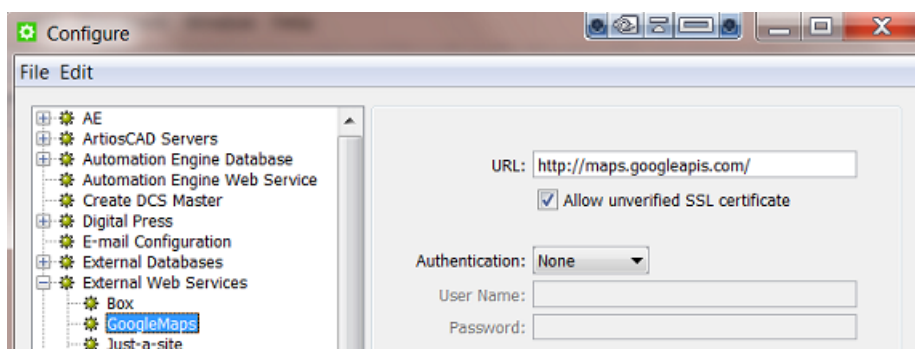 Configure
File Edit
AE
ArtiosCAD Servers
Automation Engine Database
Automation Engine Web Service
Create DCS Master
Digital Press
E-mail Configuration
External Databases
External Web Services
Box
GoogleMaps
Just-a-site
URL: http://maps.googleapis.com/
Allow unverified SSL certificate
Authentication: None
User Name:
Password: